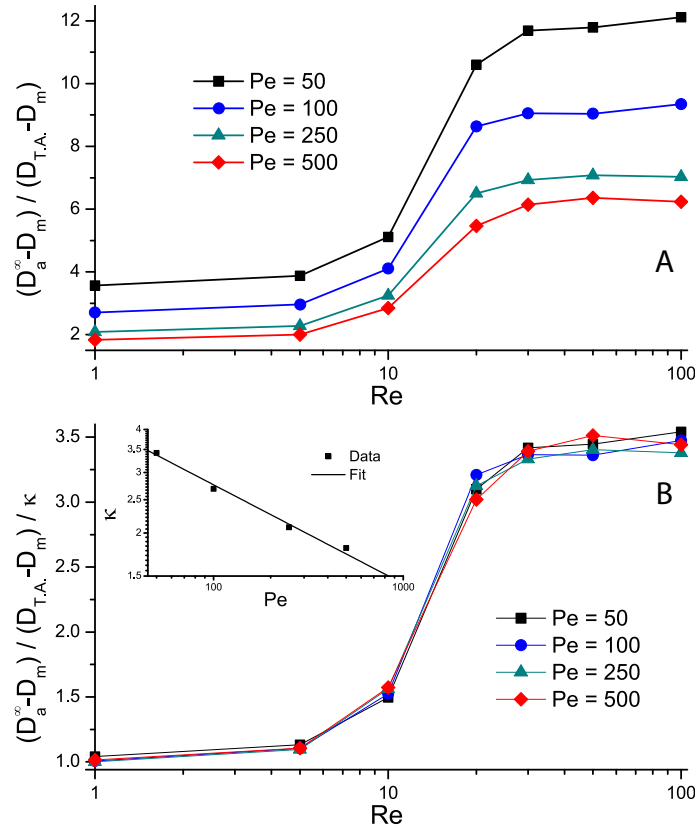 12
10
8
6
4
2
(D∞a-Dm) / (DT.A.-Dm)
Pe = 50
Pe = 100
Pe = 250
Pe = 500
A
1
10
100
Re
3.5
3.0
2.5
2.0
1.5
1.0
(D∞a-Dm) / (DT.A.-Dm) / κ
4
3,5
3
2.5
2
1.5
κ
Data
Fit
100
1000
Pe
B
Pe = 50
Pe = 100
Pe = 250
Pe = 500
1
10
100
Re